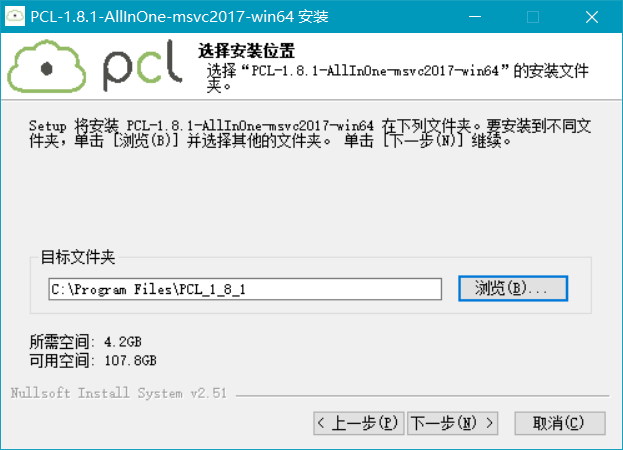 PCL-1.8.1-AllInOne-msvc2017-win64 安装
pcl
选择安装位置
选择“PCL-1.8.1-AllInOne-msvc2017-win64”的安装文件
夹。
Setup 将安装 PCL-1.8.1-AllInOne-msvc2017-win64 在下列文件夹。要安装到不同文
件夹，单击 [浏览(B)] 并选择其他的文件夹。 单击 [下一步(N)] 继续。
目标文件夹
C:\Program Files\PCL_1_8_1
浏览(B)...
所需空间: 4.2GB
可用空间: 107.8GB
Nullsoft Install System v2.51
< 上一步(P)
下一步(N) >
取消(C)